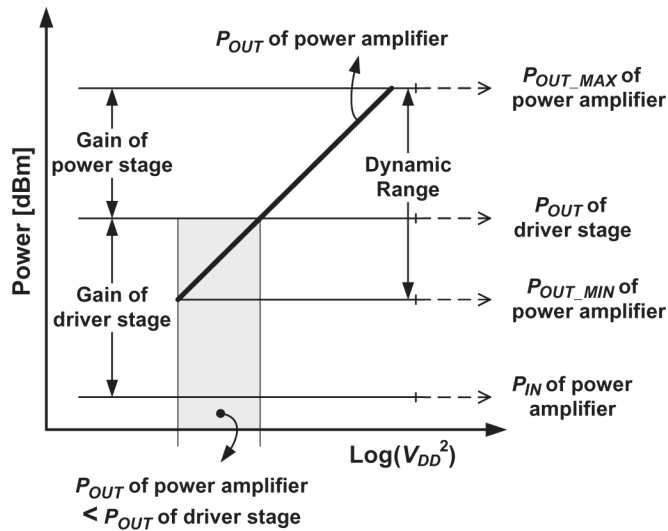 P_OUT of power amplifier
P_OUT_MAX of
power amplifier
Gain of
power stage
Dynamic
Range
Power [dBm]
P_OUT of
driver stage
Gain of
driver stage
P_OUT_MIN of
power amplifier
P_IN of power
amplifier
Log(V_DD²)
P_OUT of power amplifier
< P_OUT of driver stage